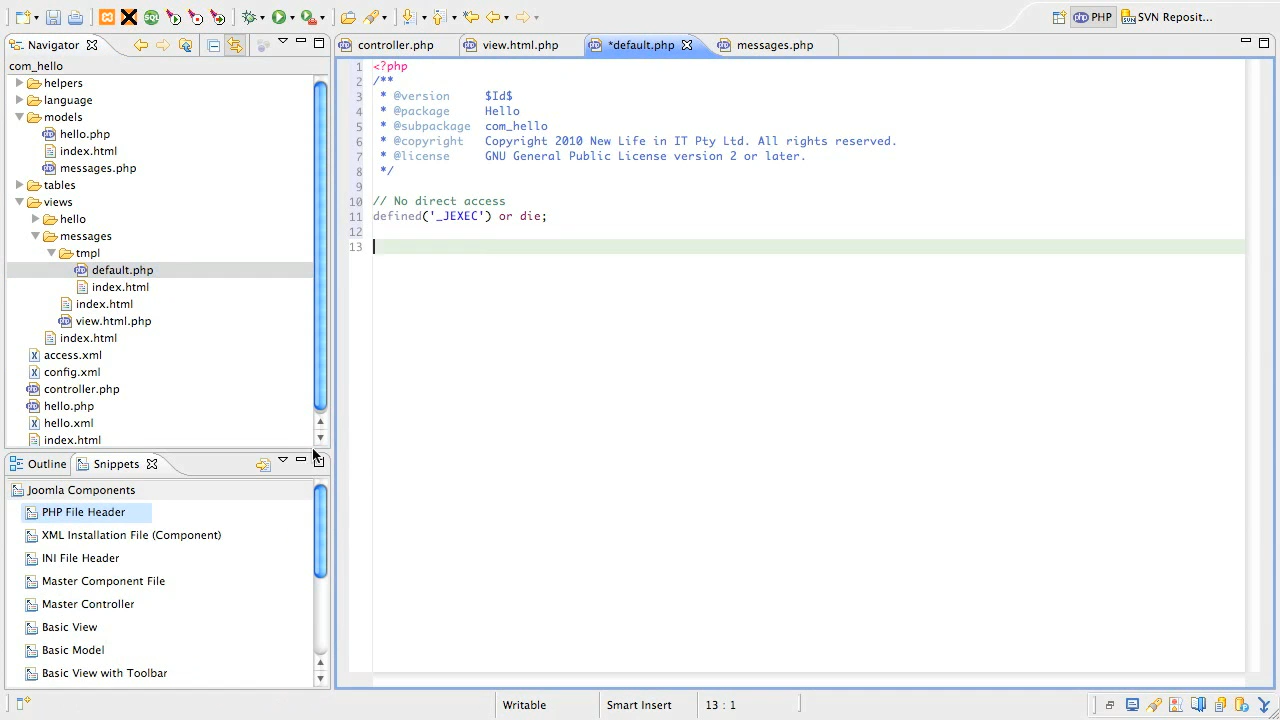 PHP
SVN Reposit...
Navigator
controller.php
view.html.php
*default.php
messages.php
com_hello
helpers
language
models
hello.php
index.html
messages.php
tables
views
hello
messages
tmpl
default.php
index.html
index.html
view.html.php
index.html
access.xml
config.xml
controller.php
hello.php
hello.xml
index.html
1 <?php
2 /**
3 * @version $Id$
4 * @package Hello
5 * @subpackage com_hello
6 * @copyright Copyright 2010 New Life in IT Pty Ltd. All rights reserved.
7 * @license GNU General Public License version 2 or later.
8 */
9
10 // No direct access
11 defined('_JEXEC') or die;
12
13
Outline
Snippets
Joomla Components
PHP File Header
XML Installation File (Component)
INI File Header
Master Component File
Master Controller
Basic View
Basic Model
Basic View with Toolbar
Writable
Smart Insert
13 : 1